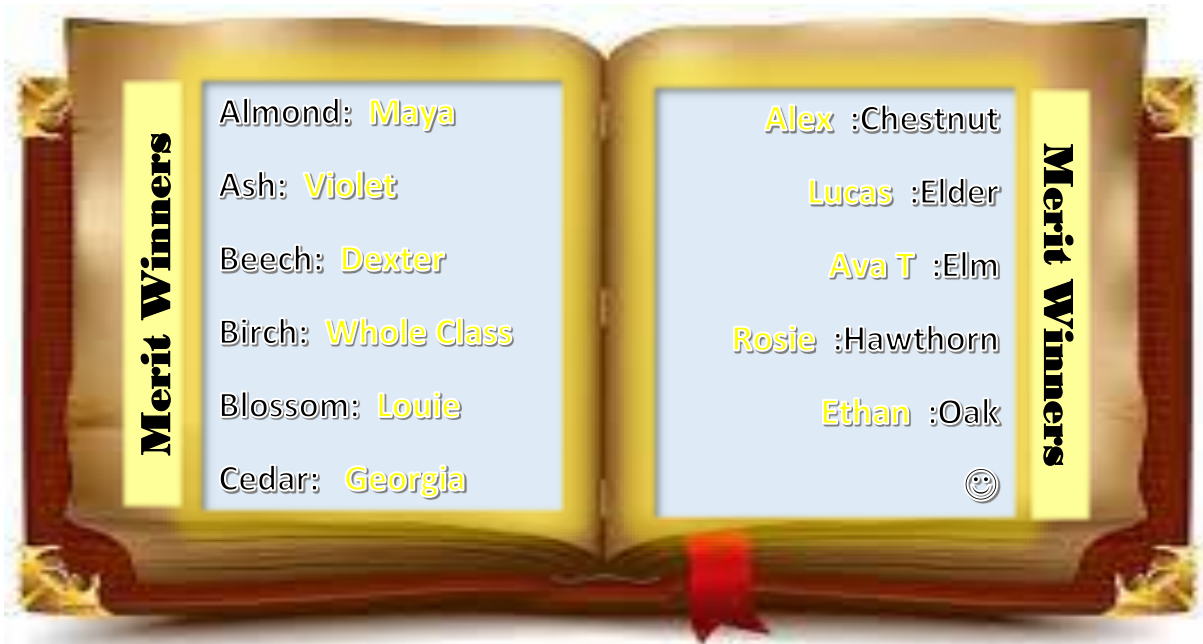 Merit Winners
Almond: Maya
Ash: Violet
Beech: Dexter
Birch: Whole Class
Blossom: Louie
Cedar: Georgia
Alex :Chestnut
Lucas :Elder
Ava T :Elm
Rosie :Hawthorn
Ethan :Oak
☺
Merit Winners